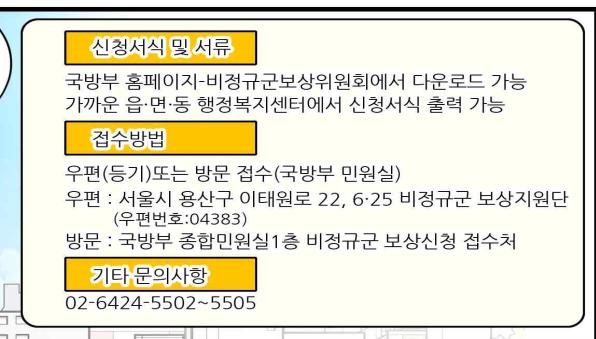 신청서식 및 서류
국방부 홈페이지-비정규군보상위원회에서 다운로드 가능
가까운 읍·면·동 행정복지센터에서 신청서식 출력 가능
접수방법
우편(등기)또는 방문 접수(국방부 민원실)
우편 : 서울시 용산구 이태원로 22, 6·25 비정규군 보상지원단
(우편번호:04383)
방문 : 국방부 종합민원실1층 비정규군 보상신청 접수처
기타 문의사항
02-6424-5502~5505